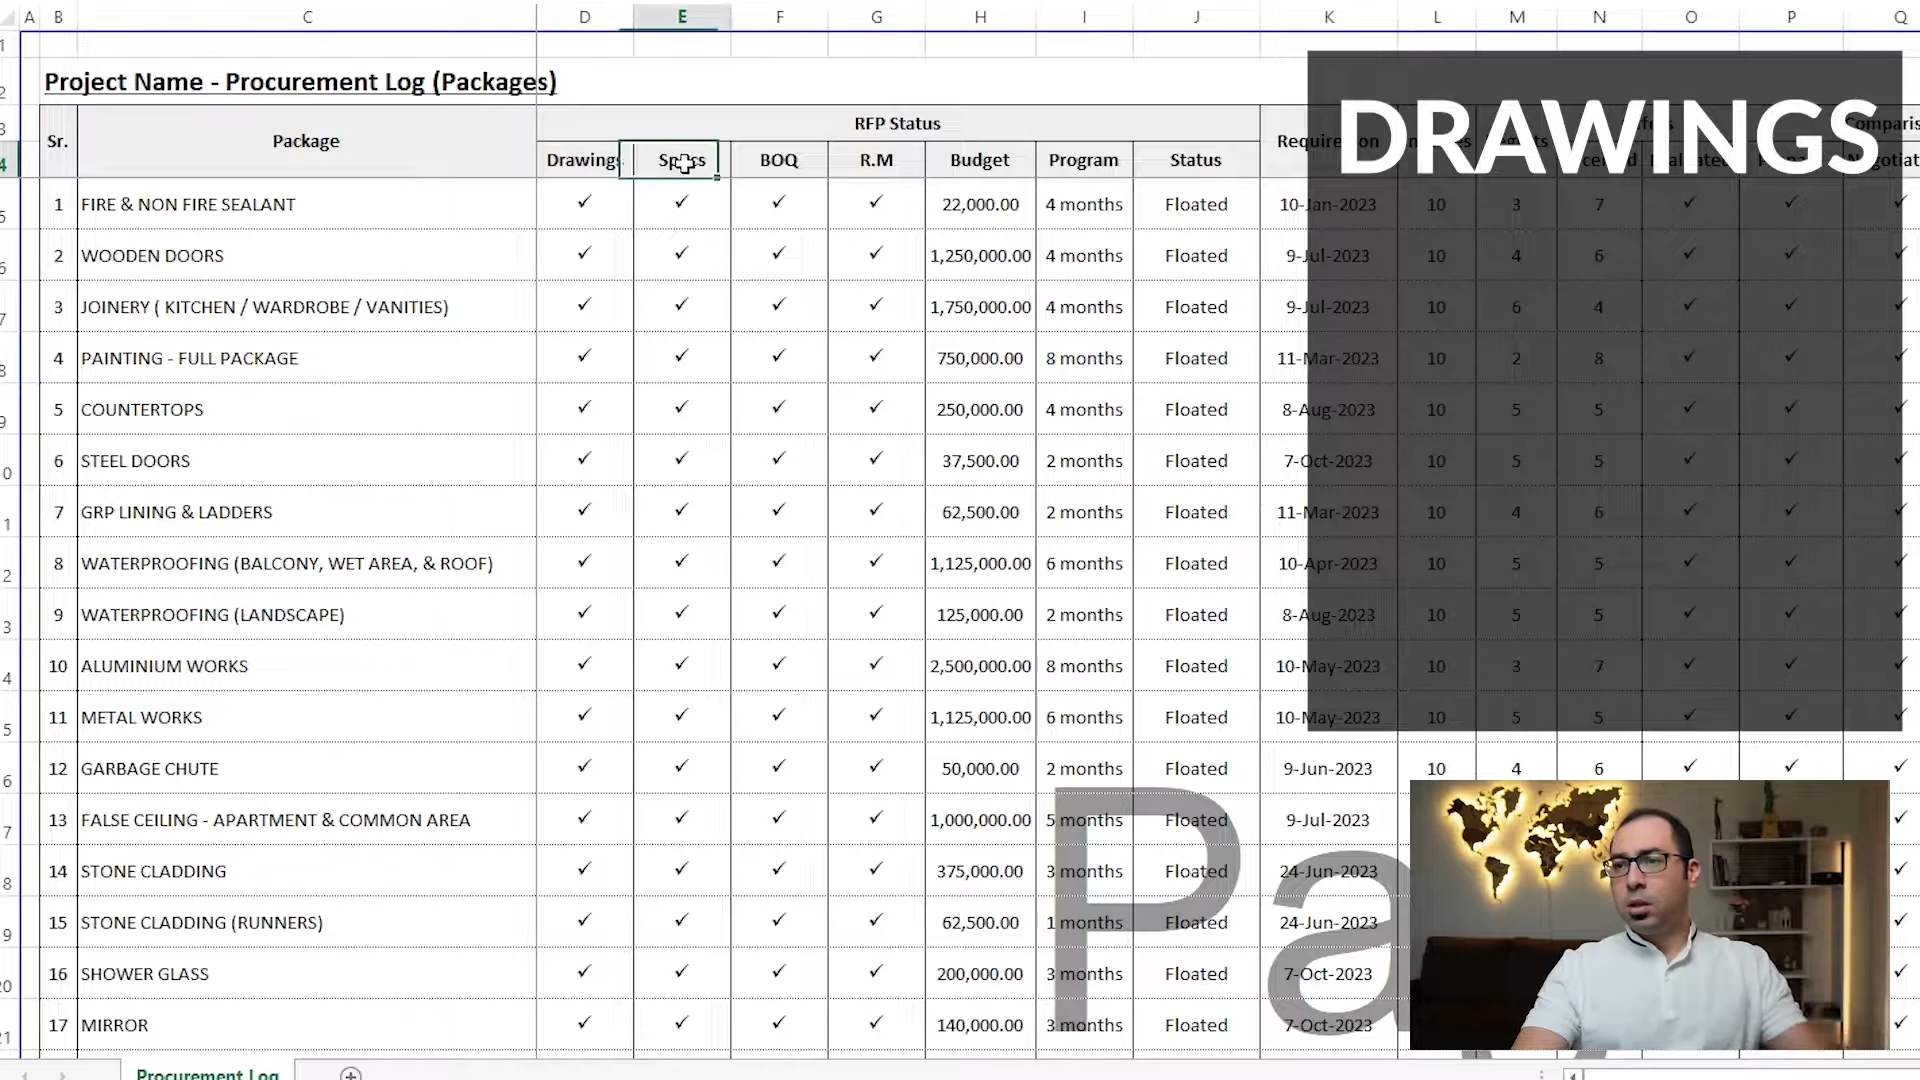 A B C D E F G H I J K L M N O P Q
Project Name - Procurement Log (Packages)
DRAWINGS
Sr. Package RFP Status
Drawings Specs BOQ R.M Budget Program Status
1 FIRE & NON FIRE SEALANT ✓ ✓ ✓ ✓ 22,000.00 4 months Floated 10-Jan-2023 10 3 7 ✓ ✓ ✓
2 WOODEN DOORS ✓ ✓ ✓ ✓ 1,250,000.00 4 months Floated 9-Jul-2023 10 4 6 ✓ ✓ ✓
3 JOINERY ( KITCHEN / WARDROBE / VANITIES) ✓ ✓ ✓ ✓ 1,750,000.00 4 months Floated 9-Jul-2023 10 6 4 ✓ ✓ ✓
4 PAINTING - FULL PACKAGE ✓ ✓ ✓ ✓ 750,000.00 8 months Floated 11-Mar-2023 10 2 8 ✓ ✓ ✓
5 COUNTERTOPS ✓ ✓ ✓ ✓ 250,000.00 4 months Floated 8-Aug-2023 10 5 5 ✓ ✓ ✓
6 STEEL DOORS ✓ ✓ ✓ ✓ 37,500.00 2 months Floated 7-Oct-2023 10 5 5 ✓ ✓ ✓
7 GRP LINING & LADDERS ✓ ✓ ✓ ✓ 62,500.00 2 months Floated 11-Mar-2023 10 4 6 ✓ ✓ ✓
8 WATERPROOFING (BALCONY, WET AREA, & ROOF) ✓ ✓ ✓ ✓ 1,125,000.00 6 months Floated 10-Apr-2023 10 5 5 ✓ ✓ ✓
9 WATERPROOFING (LANDSCAPE) ✓ ✓ ✓ ✓ 125,000.00 2 months Floated 8-Aug-2023 10 5 5 ✓ ✓ ✓
10 ALUMINIUM WORKS ✓ ✓ ✓ ✓ 2,500,000.00 8 months Floated 10-May-2023 10 3 7 ✓ ✓ ✓
11 METAL WORKS ✓ ✓ ✓ ✓ 1,125,000.00 6 months Floated 10-May-2023 10 5 5 ✓ ✓ ✓
12 GARBAGE CHUTE ✓ ✓ ✓ ✓ 50,000.00 2 months Floated 9-Jun-2023 10 4 6 ✓ ✓ ✓
13 FALSE CEILING - APARTMENT & COMMON AREA ✓ ✓ ✓ ✓ 1,000,000.00 5 months Floated 9-Jul-2023 ✓
14 STONE CLADDING ✓ ✓ ✓ ✓ 375,000.00 3 months Floated 24-Jun-2023 ✓
15 STONE CLADDING (RUNNERS) ✓ ✓ ✓ ✓ 62,500.00 1 months Floated 24-Jun-2023 ✓
16 SHOWER GLASS ✓ ✓ ✓ ✓ 200,000.00 3 months Floated 7-Oct-2023 ✓
17 MIRROR ✓ ✓ ✓ ✓ 140,000.00 3 months Floated 7-Oct-2023 ✓
Pa
Procurement Log